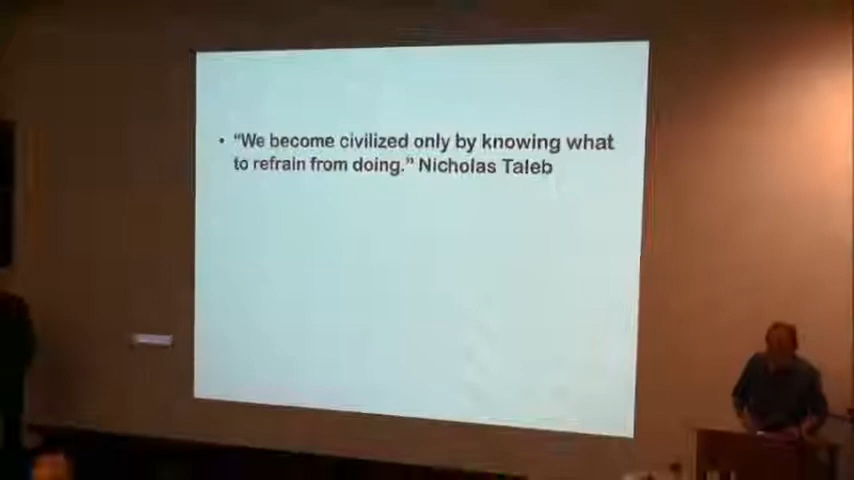 • “We become civilized only by knowing what
to refrain from doing.” Nicholas Taleb